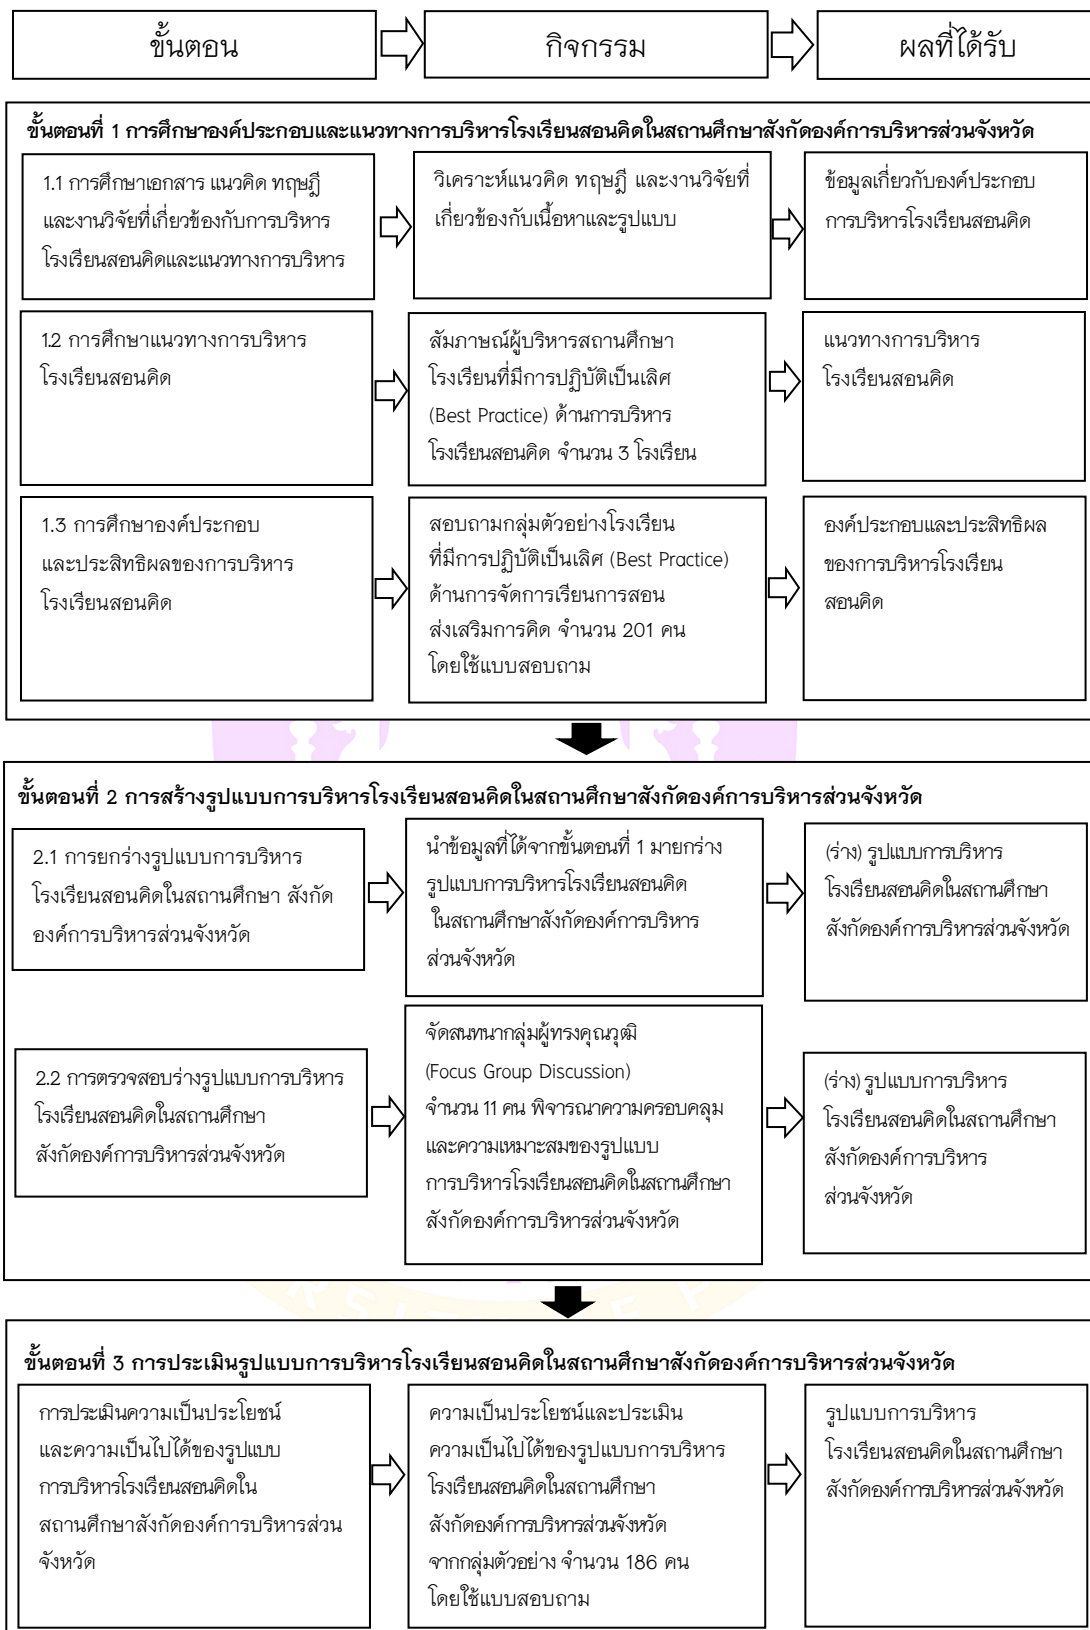 ขั้นตอน
กิจกรรม
ผลที่ได้รับ
ขั้นตอนที่ 1 การศึกษาองค์ประกอบและแนวทางการบริหารโรงเรียนสอนคิดในสถานศึกษาสังกัดองค์การบริหารส่วนจังหวัด
1.1 การศึกษาเอกสาร แนวคิด ทฤษฎี
และงานวิจัยที่เกี่ยวข้องกับการบริหาร
โรงเรียนสอนคิดและแนวทางการบริหาร
วิเคราะห์แนวคิด ทฤษฎี และงานวิจัยที่
เกี่ยวข้องกับเนื้อหาและรูปแบบ
ข้อมูลเกี่ยวกับองค์ประกอบ
การบริหารโรงเรียนสอนคิด
1.2 การศึกษาแนวทางการบริหาร
โรงเรียนสอนคิด
สัมภาษณ์ผู้บริหารสถานศึกษา
โรงเรียนที่มีการปฏิบัติเป็นเลิศ
(Best Practice) ด้านการบริหาร
โรงเรียนสอนคิด จำนวน 3 โรงเรียน
แนวทางการบริหาร
โรงเรียนสอนคิด
1.3 การศึกษาองค์ประกอบ
และประสิทธิผลของการบริหาร
โรงเรียนสอนคิด
สอบถามกลุ่มตัวอย่างโรงเรียน
ที่มีการปฏิบัติเป็นเลิศ (Best Practice)
ด้านการจัดการเรียนการสอน
ส่งเสริมการคิด จำนวน 201 คน
โดยใช้แบบสอบถาม
องค์ประกอบและประสิทธิผล
ของการบริหารโรงเรียน
สอนคิด
ขั้นตอนที่ 2 การสร้างรูปแบบการบริหารโรงเรียนสอนคิดในสถานศึกษาสังกัดองค์การบริหารส่วนจังหวัด
2.1 การยกร่างรูปแบบการบริหาร
โรงเรียนสอนคิดในสถานศึกษา สังกัด
องค์การบริหารส่วนจังหวัด
นำข้อมูลที่ได้จากขั้นตอนที่ 1 มายกร่าง
รูปแบบการบริหารโรงเรียนสอนคิด
ในสถานศึกษาสังกัดองค์การบริหาร
ส่วนจังหวัด
(ร่าง) รูปแบบการบริหาร
โรงเรียนสอนคิดในสถานศึกษา
สังกัดองค์การบริหารส่วนจังหวัด
2.2 การตรวจสอบร่างรูปแบบการบริหาร
โรงเรียนสอนคิดในสถานศึกษา
สังกัดองค์การบริหารส่วนจังหวัด
จัดสนทนากลุ่มผู้ทรงคุณวุฒิ
(Focus Group Discussion)
จำนวน 11 คน พิจารณาความครอบคลุม
และความเหมาะสมของรูปแบบ
การบริหารโรงเรียนสอนคิดในสถานศึกษา
สังกัดองค์การบริหารส่วนจังหวัด
(ร่าง) รูปแบบการบริหาร
โรงเรียนสอนคิดในสถานศึกษา
สังกัดองค์การบริหาร
ส่วนจังหวัด
ขั้นตอนที่ 3 การประเมินรูปแบบการบริหารโรงเรียนสอนคิดในสถานศึกษาสังกัดองค์การบริหารส่วนจังหวัด
การประเมินความเป็นประโยชน์
และความเป็นไปได้ของรูปแบบ
การบริหารโรงเรียนสอนคิดใน
สถานศึกษาสังกัดองค์การบริหารส่วน
จังหวัด
ความเป็นประโยชน์และประเมิน
ความเป็นไปได้ของรูปแบบการบริหาร
โรงเรียนสอนคิดในสถานศึกษา
สังกัดองค์การบริหารส่วนจังหวัด
จากกลุ่มตัวอย่าง จำนวน 186 คน
โดยใช้แบบสอบถาม
รูปแบบการบริหาร
โรงเรียนสอนคิดในสถานศึกษา
สังกัดองค์การบริหารส่วนจังหวัด